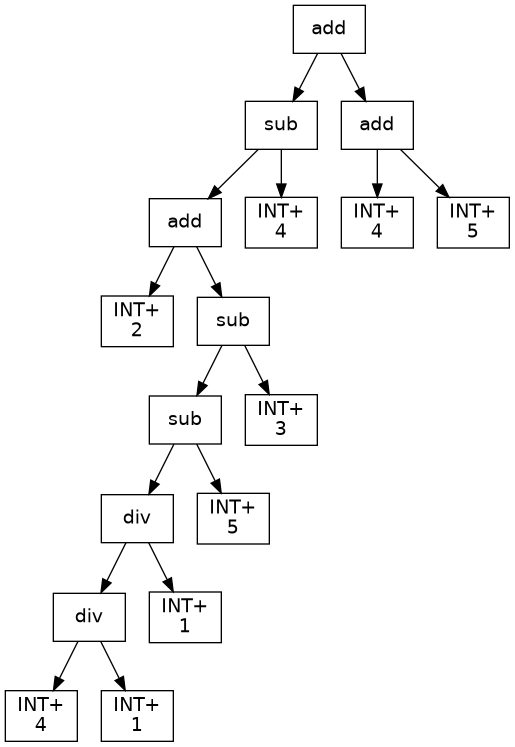 add
sub
add
add
INT+
4
INT+
4
INT+
5
INT+
2
sub
sub
INT+
3
div
INT+
5
div
INT+
1
INT+
4
INT+
1